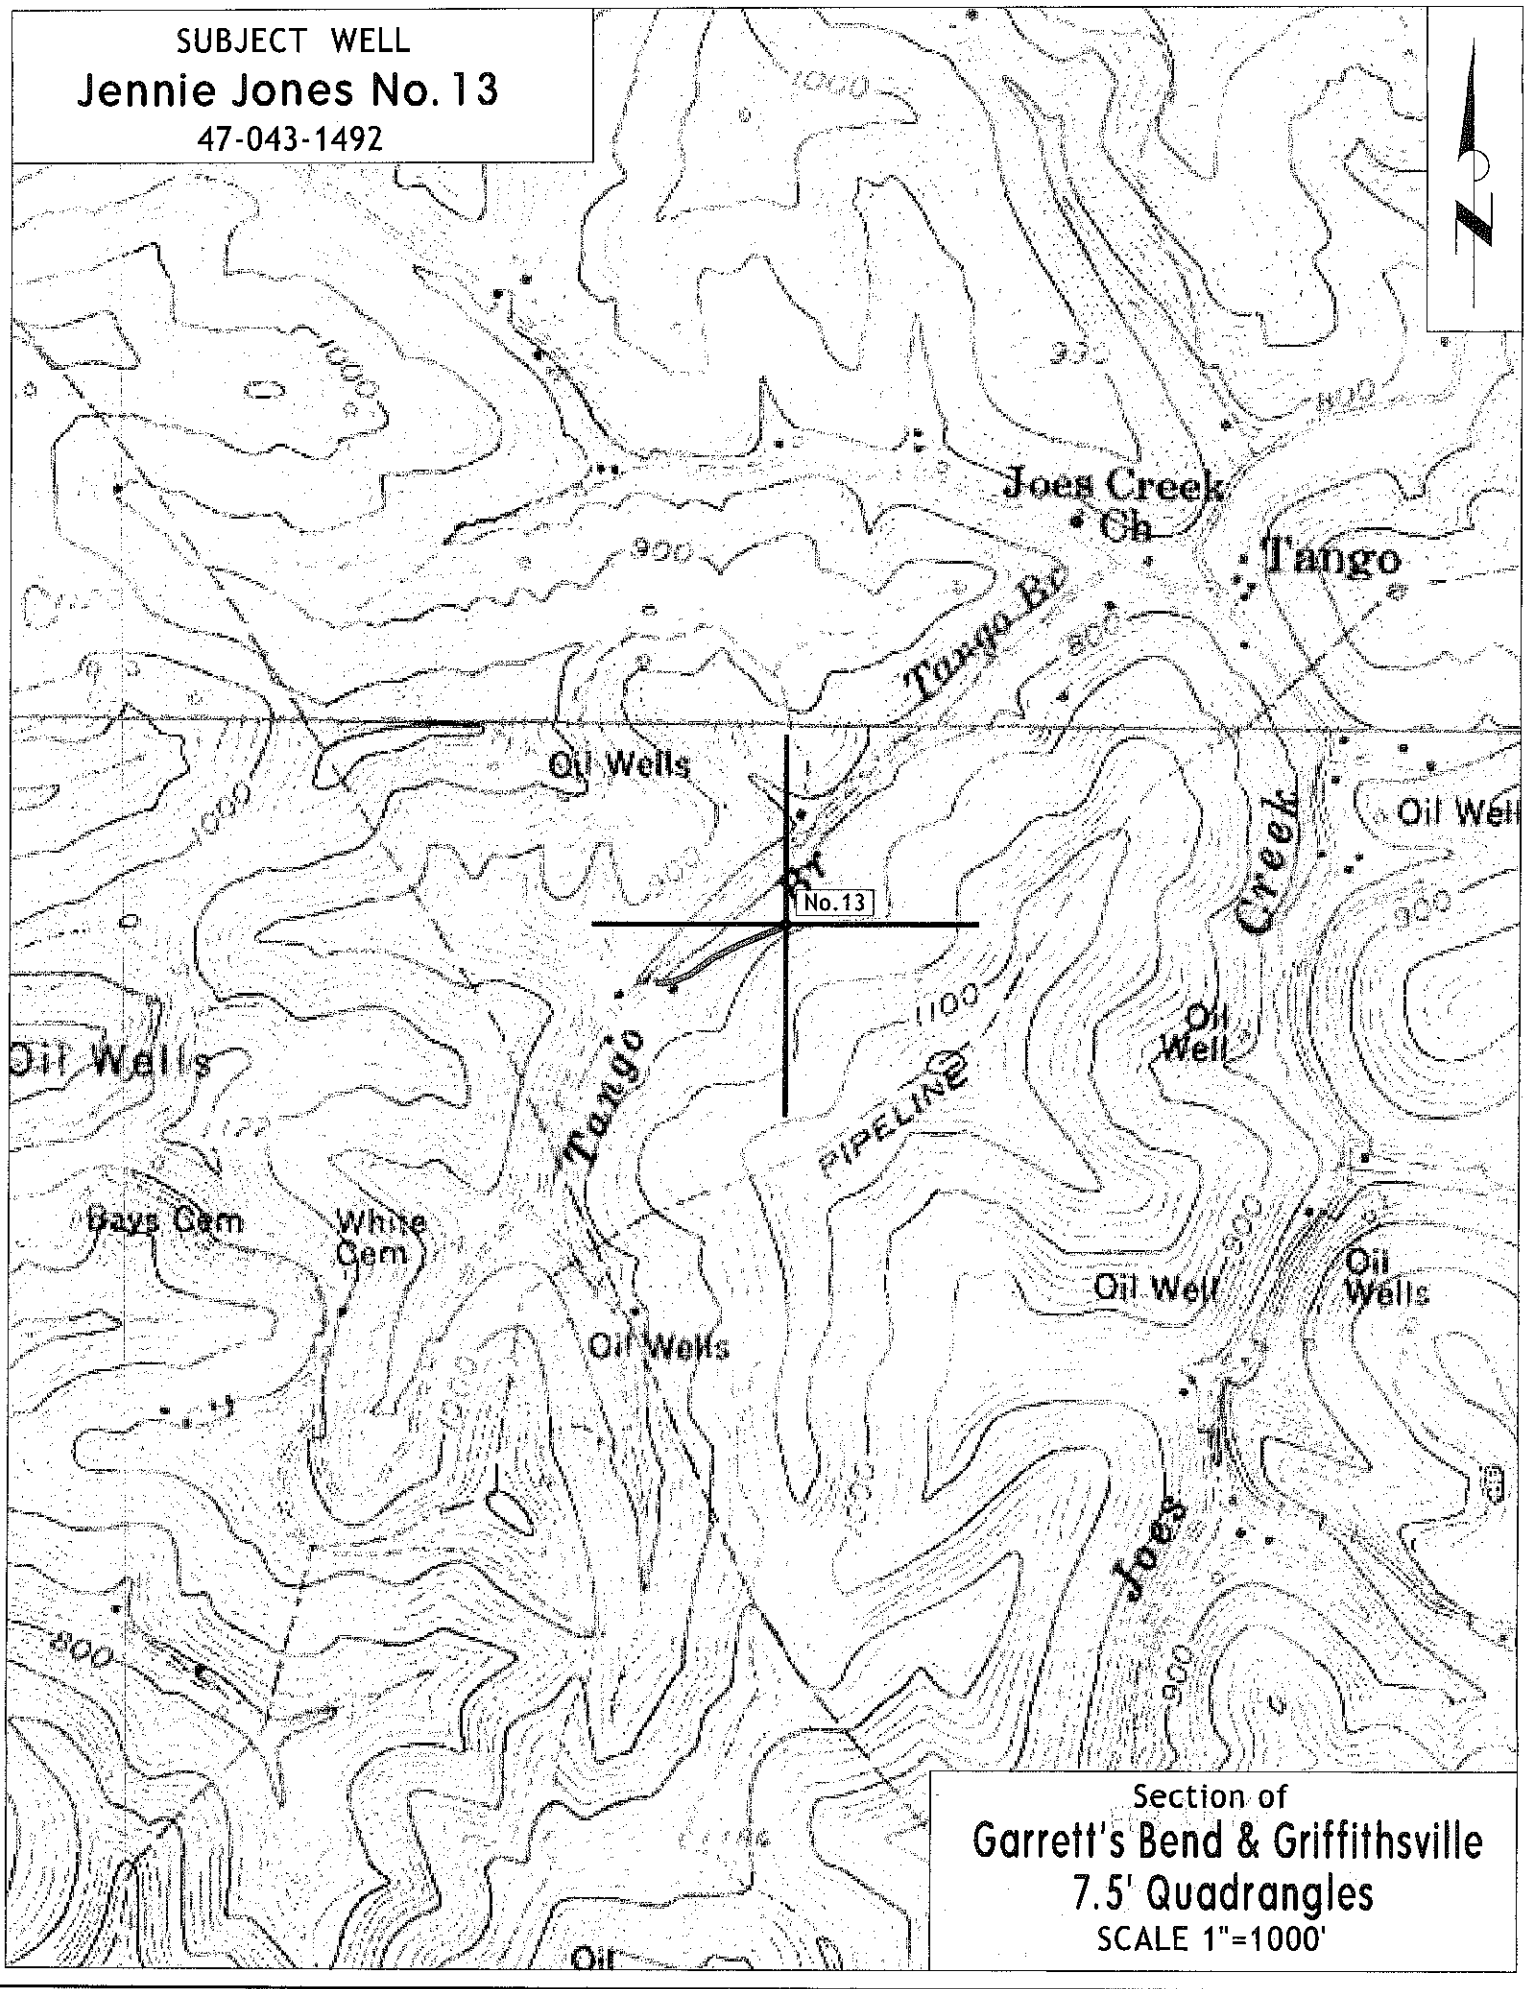 SUBJECT WELL
Jennie Jones No. 13
47-043-1492
N
1000
1000
900
Joes Creek
Ch
Tango
Tango Br
800
Oil Wells
1000
900
Br
No.13
Creek
Oil Well
900
1100
Oil
Well
Oil Wells
Tango
PIPELINE
Bays Cem
White
Cem
900
Oil
Wells
Oil Well
Oil Wells
Joes
800
900
Section of
Garrett's Bend & Griffithsville
7.5' Quadrangles
SCALE 1"=1000'
Oil